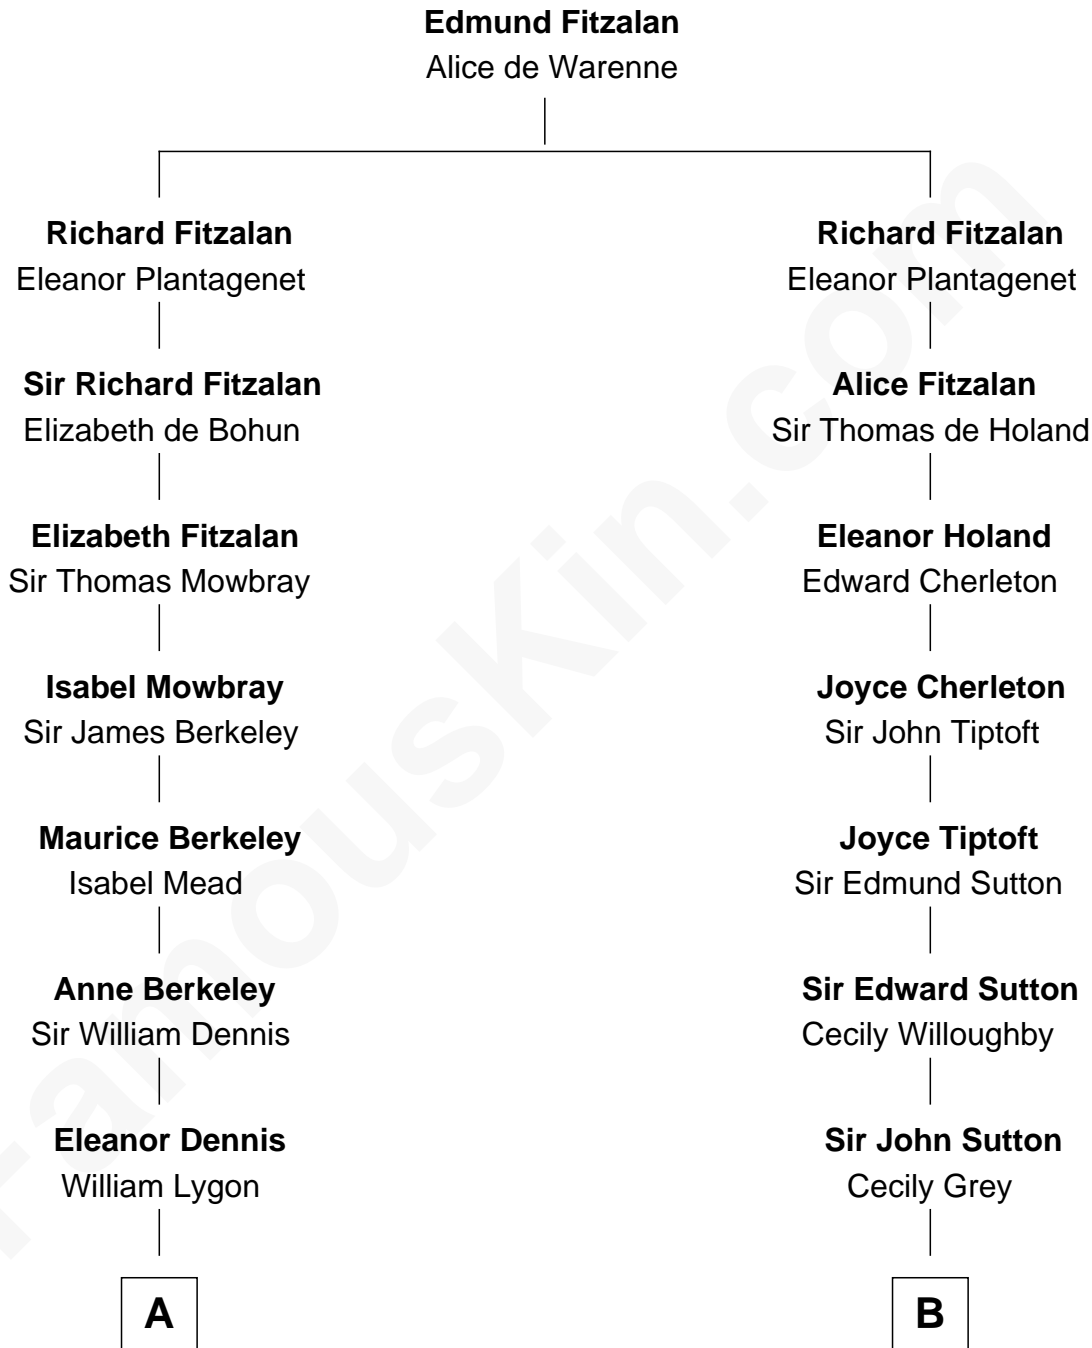 Edmund Fitzalan
Alice de Warenne
Richard Fitzalan
Eleanor Plantagenet
Richard Fitzalan
Eleanor Plantagenet
Sir Richard Fitzalan
Elizabeth de Bohun
Alice Fitzalan
Sir Thomas de Holand
Elizabeth Fitzalan
Sir Thomas Mowbray
Eleanor Holand
Edward Cherleton
Isabel Mowbray
Sir James Berkeley
Joyce Cherleton
Sir John Tiptoft
Maurice Berkeley
Isabel Mead
Joyce Tiptoft
Sir Edmund Sutton
Anne Berkeley
Sir William Dennis
Sir Edward Sutton
Cecily Willoughby
Eleanor Dennis
William Lygon
Sir John Sutton
Cecily Grey
A
B
FamousKin.com